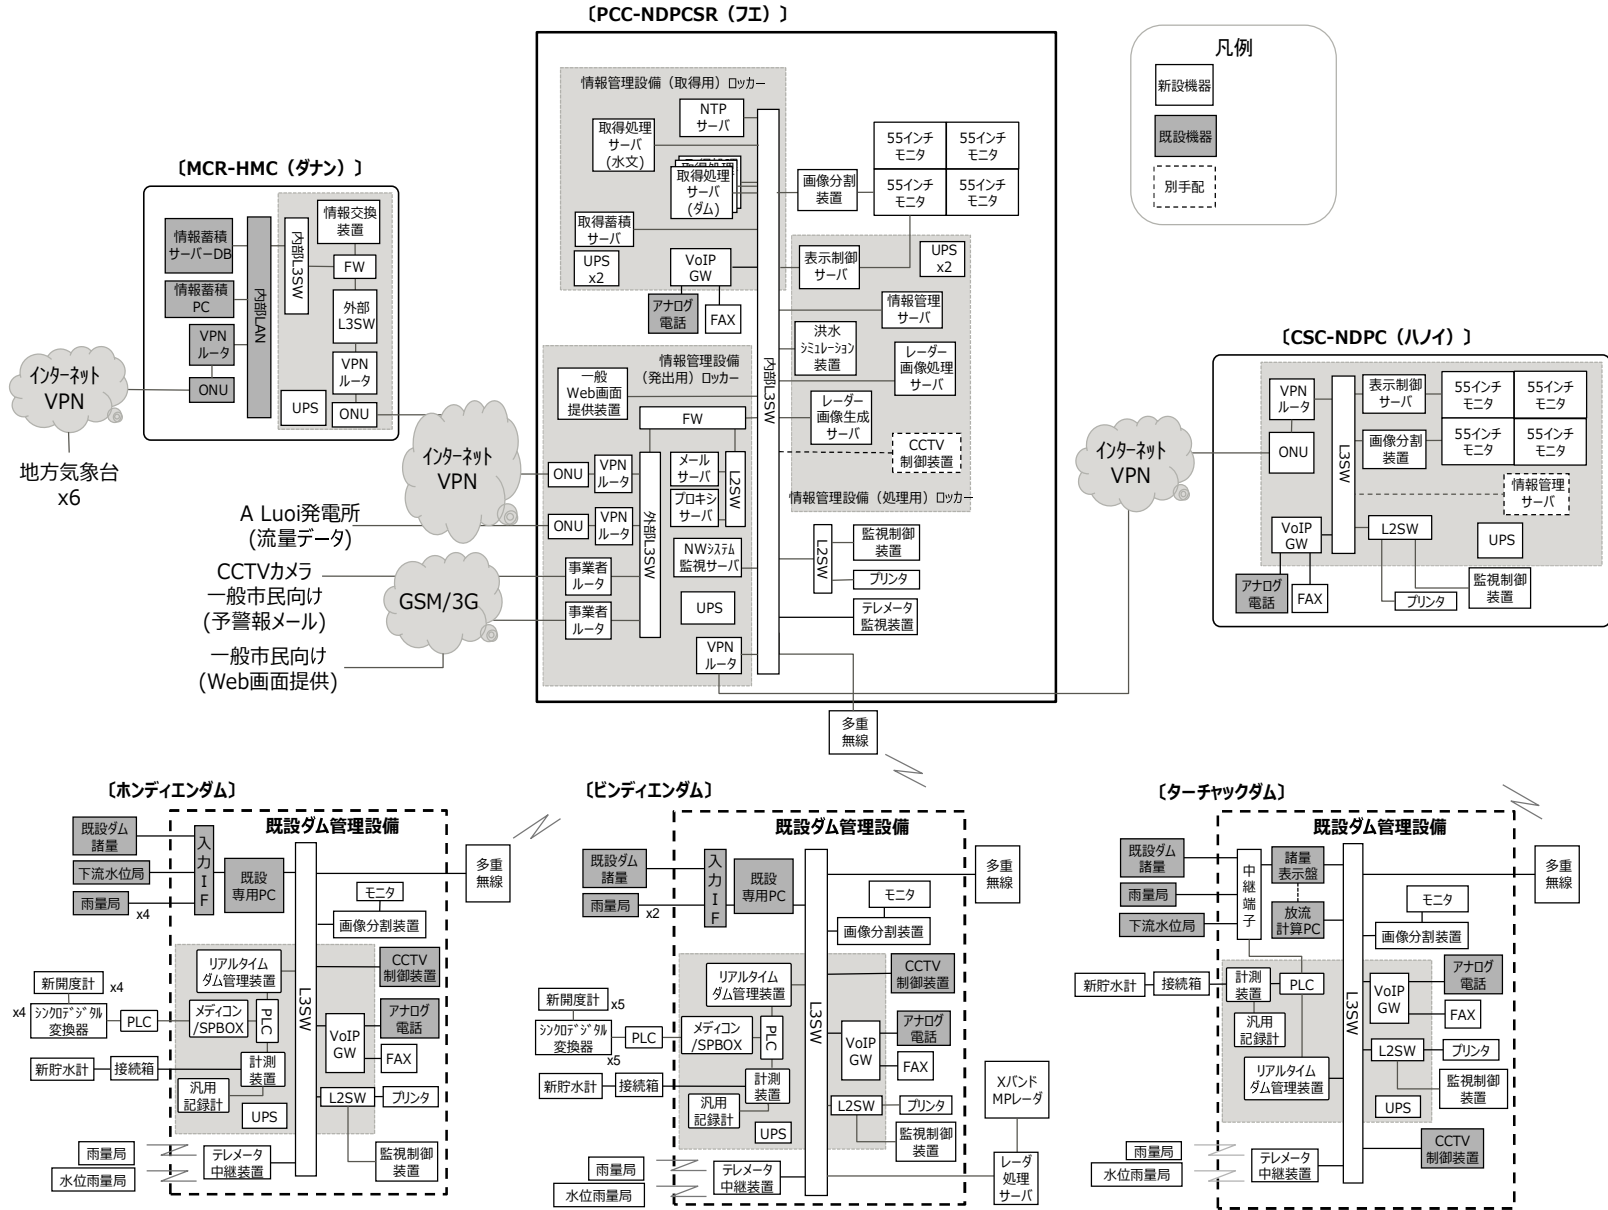 〔PCC-NDPCSR（フエ）〕
凡例
新設機器
既設機器
別手配
情報管理設備（取得用）ロッカー
NTP
サーバ
取得処理
サーバ
(水文)
取得処理
取得処理
サーバ
(ダム)
取得蓄積
サーバ
UPS
x2
VoIP
GW
アナログ
電話
FAX
画像分割
装置
55インチ
モニタ
55インチ
モニタ
55インチ
モニタ
55インチ
モニタ
表示制御
サーバ
UPS
x2
情報管理
サーバ
洪水
シミュレーション
装置
レーダー
画像処理
サーバ
レーダー
画像生成
サーバ
CCTV
制御装置
情報管理設備（処理用）ロッカー
内部L3SW
情報管理設備
（発出用）ロッカー
一般
Web画面
提供装置
FW
メールサーバ
プロキシサーバ
L2SW
ONU
VPN
ルータ
ONU
VPN
ルータ
外部L3SW
事業者
ルータ
事業者
ルータ
NWシステム
監視サーバ
UPS
VPN
ルータ
L2SW
監視制御
装置
プリンタ
テレメータ
監視装置
多重
無線
〔MCR-HMC（ダナン）〕
情報蓄積
サーバーDB
情報蓄積
PC
VPN
ルータ
ONU
内部LAN
内部L3SW
情報交換
装置
FW
外部
L3SW
VPN
ルータ
UPS
ONU
インターネット
VPN
地方気象台
x6
インターネット
VPN
A Luoi発電所
(流量データ)
CCTVカメラ
一般市民向け
(予警報メール)
GSM/3G
一般市民向け
(Web画面提供)
インターネット
VPN
〔CSC-NDPC（ハノイ）〕
VPN
ルータ
ONU
L3SW
表示制御
サーバ
55インチ
モニタ
55インチ
モニタ
画像分割
装置
55インチ
モニタ
55インチ
モニタ
情報管理
サーバ
VoIP
GW
L2SW
UPS
アナログ
電話
FAX
プリンタ
監視制御
装置
〔ホンディエンダム〕
既設ダム管理設備
既設ダム
諸量
下流水位局
雨量局
x4
入力IF
既設
専用PC
L3SW
多重
無線
モニタ
画像分割装置
リアルタイム
ダム管理装置
CCTV
制御装置
新開度計
x4
x4
シンクロデジタル
変換器
PLC
メディコン
/SPBOX
PLC
VoIP
GW
アナログ
電話
FAX
新貯水計
接続箱
計測
装置
汎用
記録計
UPS
L2SW
プリンタ
監視制御
装置
雨量局
水位雨量局
テレメータ
中継装置
〔ビンディエンダム〕
既設ダム管理設備
既設ダム
諸量
雨量局
x2
入力IF
既設
専用PC
L3SW
多重
無線
モニタ
画像分割装置
リアルタイム
ダム管理装置
CCTV
制御装置
新開度計
x5
シンクロデジタル
変換器
x5
PLC
メディコン
/SPBOX
PLC
VoIP
GW
アナログ
電話
FAX
新貯水計
接続箱
計測
装置
汎用
記録計
UPS
L2SW
プリンタ
監視制御
装置
Xバンド
MPレーダ
レーダ
処理
サーバ
雨量局
水位雨量局
テレメータ
中継装置
〔ターチャックダム〕
既設ダム管理設備
既設ダム
諸量
雨量局
下流水位局
中継端子
諸量
表示盤
放流
計算PC
L3SW
多重
無線
モニタ
画像分割装置
新貯水計
接続箱
計測
装置
PLC
汎用
記録計
リアルタイム
ダム管理装置
VoIP
GW
アナログ
電話
FAX
L2SW
プリンタ
UPS
監視制御
装置
CCTV
制御装置
雨量局
水位雨量局
テレメータ
中継装置